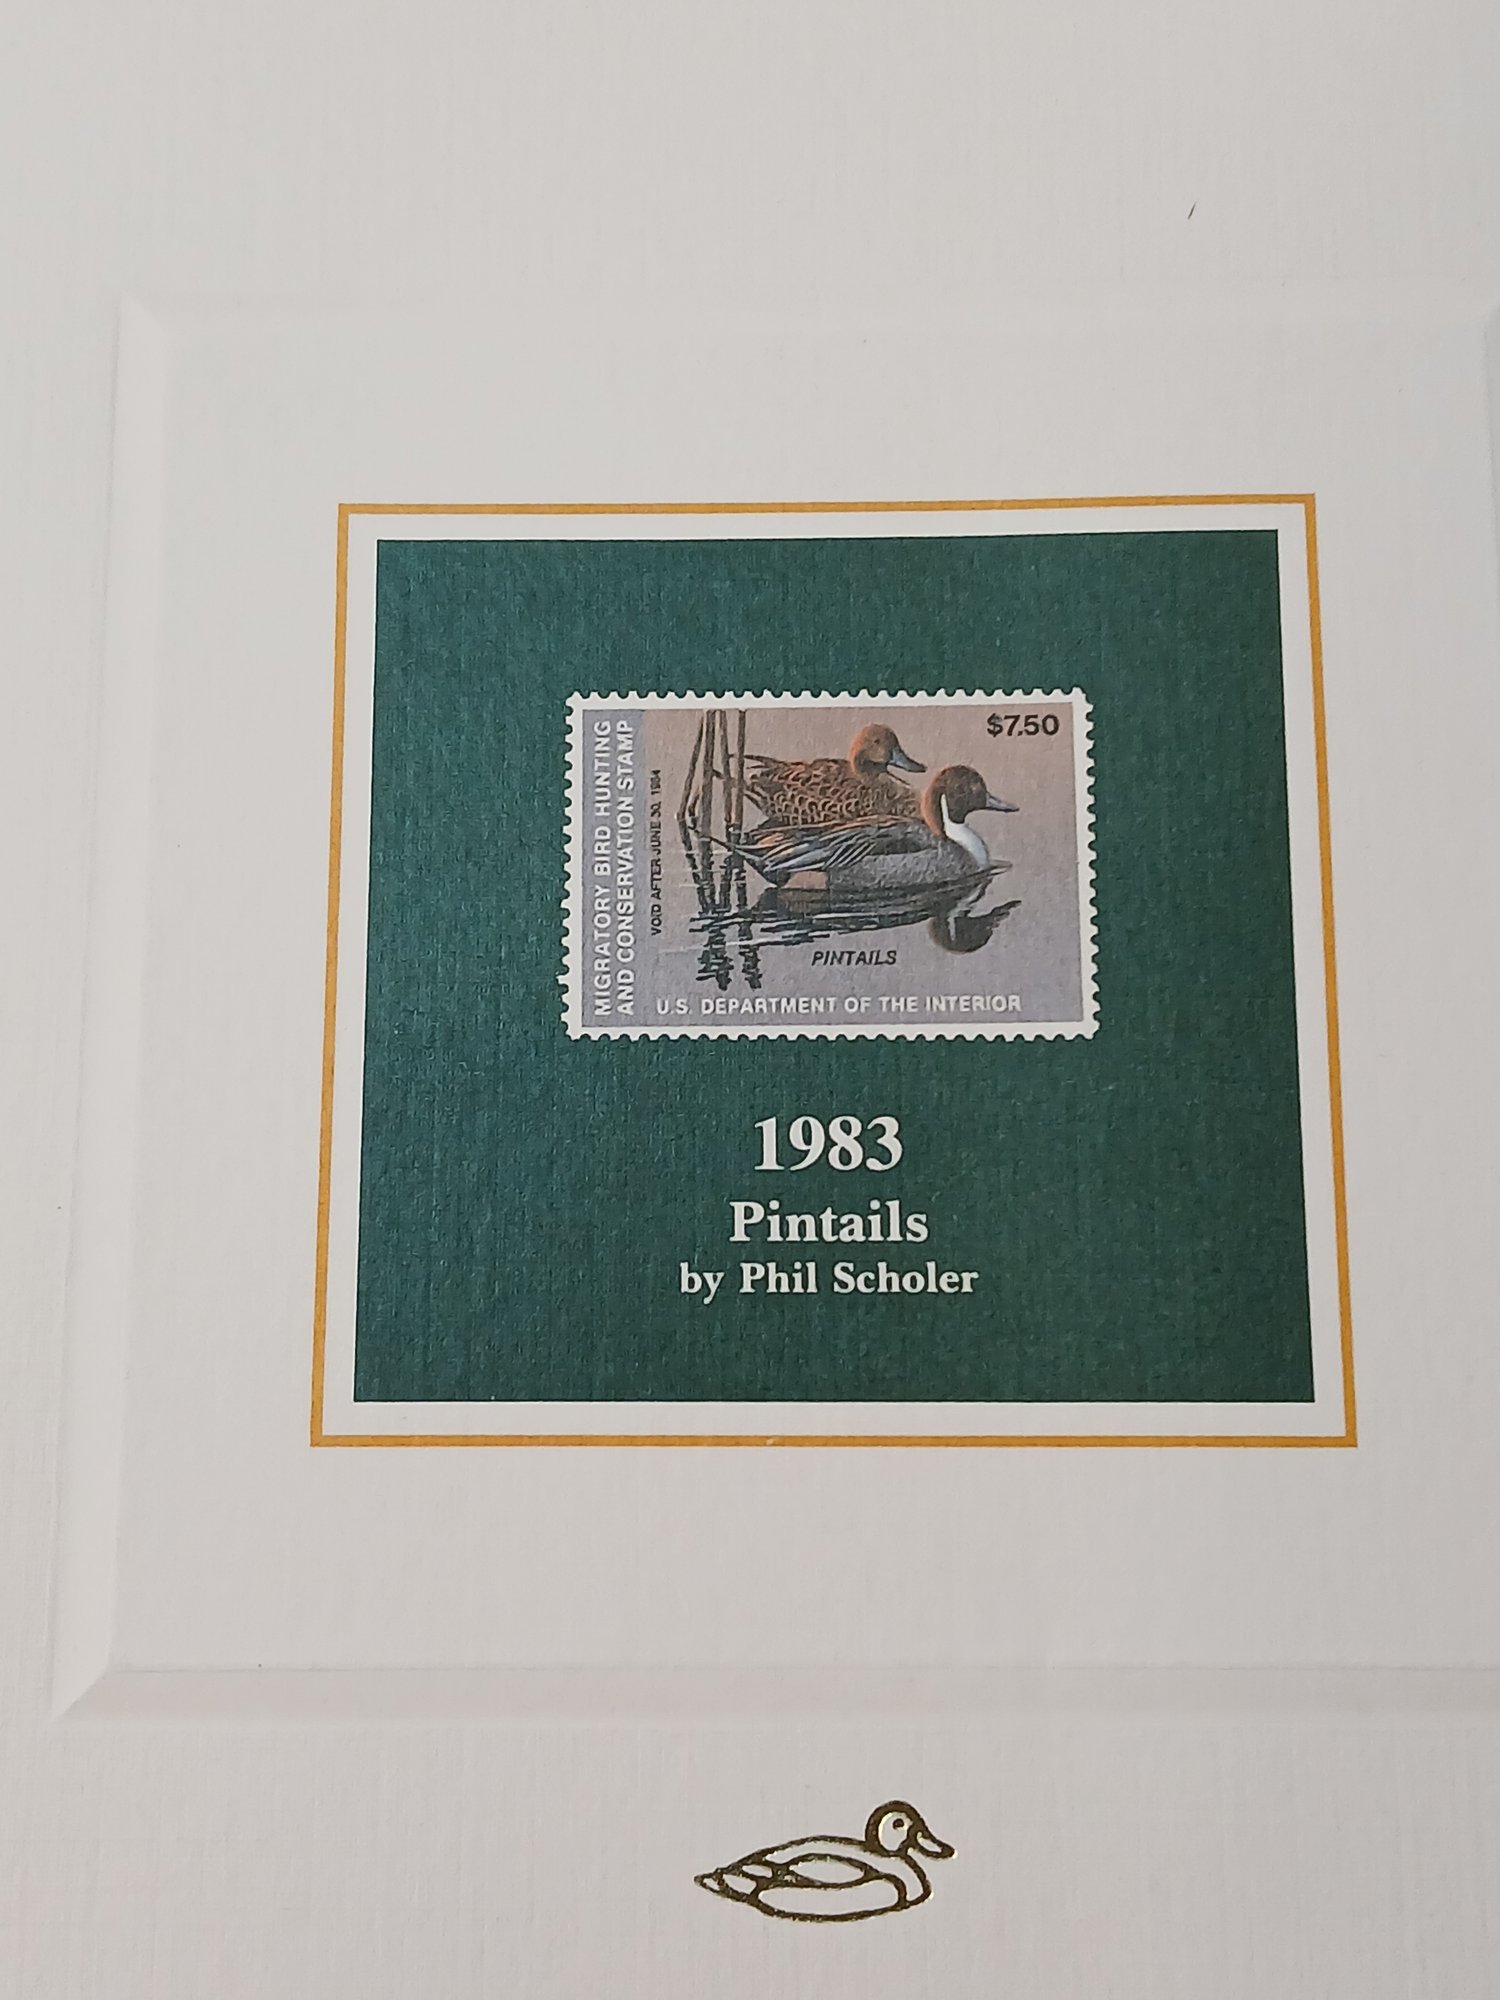 $7.50
MIGRATORY BIRD HUNTING
AND CONSERVATION STAMP
VOID AFTER JUNE 30, 1984
PINTAILS
U.S. DEPARTMENT OF THE INTERIOR
1983
Pintails
by Phil Scholer